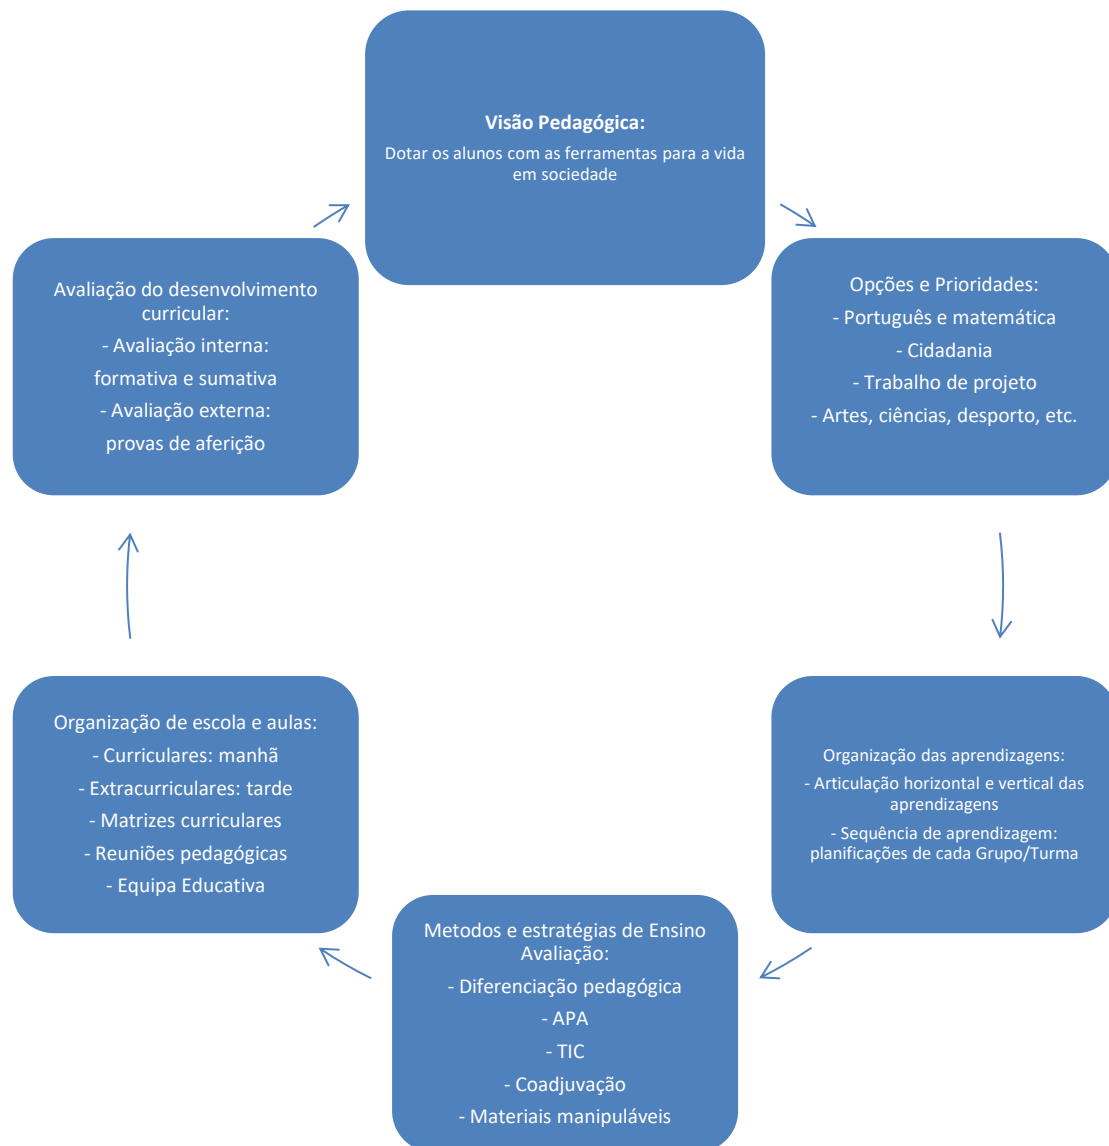 Visão Pedagógica:
Dotar os alunos com as ferramentas para a vida
em sociedade
Opções e Prioridades:
- Português e matemática
- Cidadania
- Trabalho de projeto
- Artes, ciências, desporto, etc.
Organização das aprendizagens:
- Articulação horizontal e vertical das
aprendizagens
- Sequência de aprendizagem:
planificações de cada Grupo/Turma
Metodos e estratégias de Ensino
Avaliação:
- Diferenciação pedagógica
- APA
- TIC
- Coadjuvação
- Materiais manipuláveis
Organização de escola e aulas:
- Curriculares: manhã
- Extracurriculares: tarde
- Matrizes curriculares
- Reuniões pedagógicas
- Equipa Educativa
Avaliação do desenvolvimento
curricular:
- Avaliação interna:
formativa e sumativa
- Avaliação externa:
provas de aferição